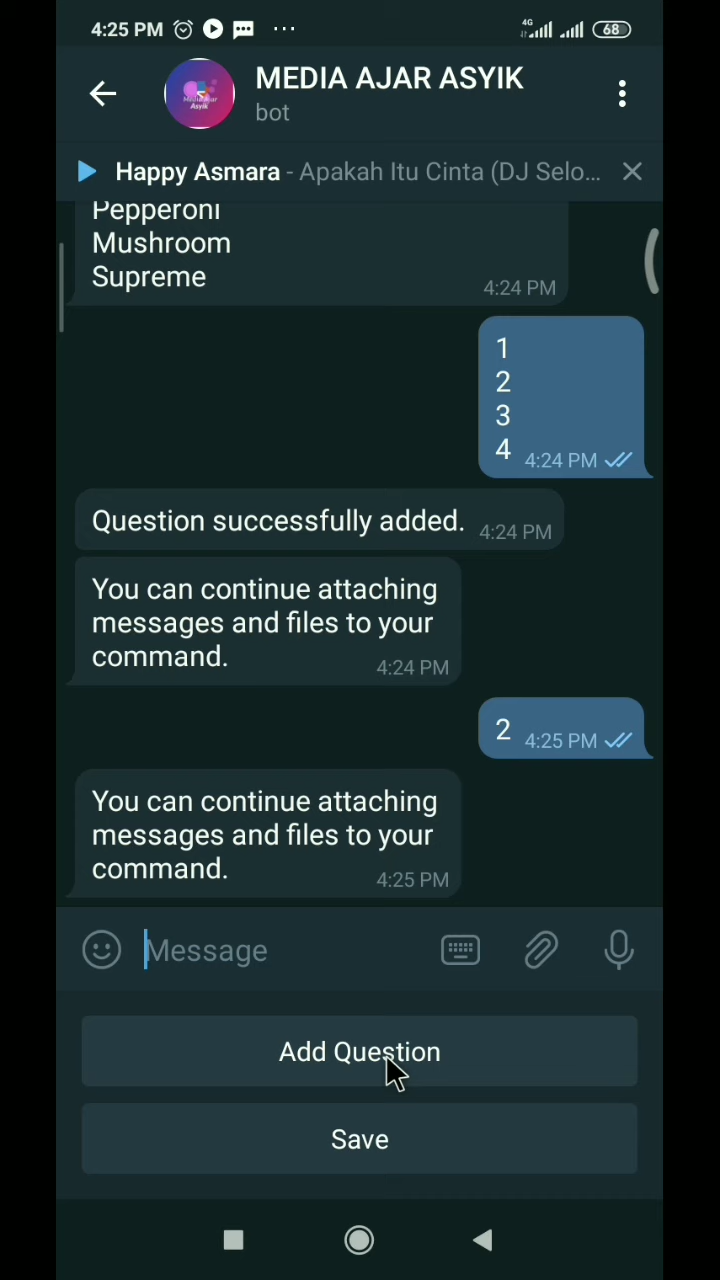 4:25 PM
4G
68
MEDIA AJAR ASYIK
bot
Happy Asmara - Apakah Itu Cinta (DJ Selo...
Pepperoni
Mushroom
Supreme
4:24 PM
1
2
3
4
4:24 PM
Question successfully added.
4:24 PM
You can continue attaching
messages and files to your
command.
4:24 PM
2
4:25 PM
You can continue attaching
messages and files to your
command.
4:25 PM
Message
Add Question
Save